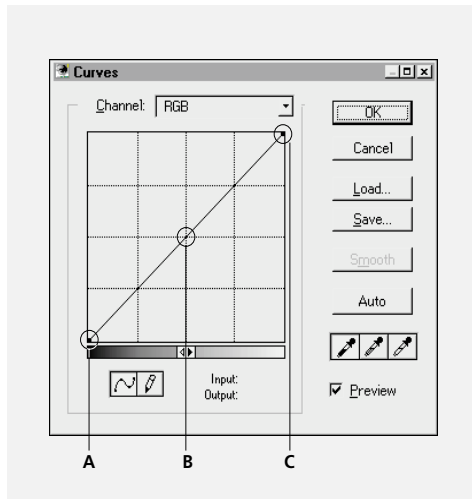 Curves
Channel: RGB
OK
Cancel
Load...
Save...
Smooth
Auto
Input:
Output:
Preview
A B C